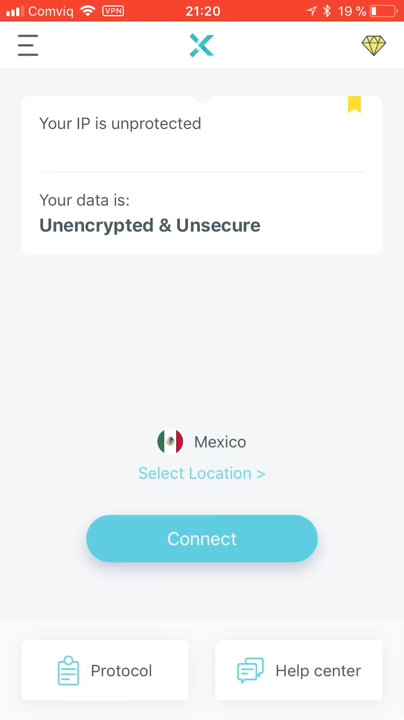 Comviq VPN 21:20 19 %
Your IP is unprotected
Your data is:
Unencrypted & Unsecure
Mexico
Select Location >
Connect
Protocol
Help center